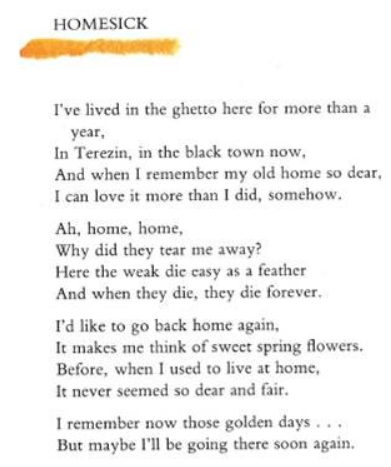 HOMESICK
I've lived in the ghetto here for more than a
year,
In Terezin, in the black town now,
And when I remember my old home so dear,
I can love it more than I did, somehow.
Ah, home, home,
Why did they tear me away?
Here the weak die easy as a feather
And when they die, they die forever.
I'd like to go back home again,
It makes me think of sweet spring flowers.
Before, when I used to live at home,
It never seemed so dear and fair.
I remember now those golden days . . .
But maybe I'll be going there soon again.